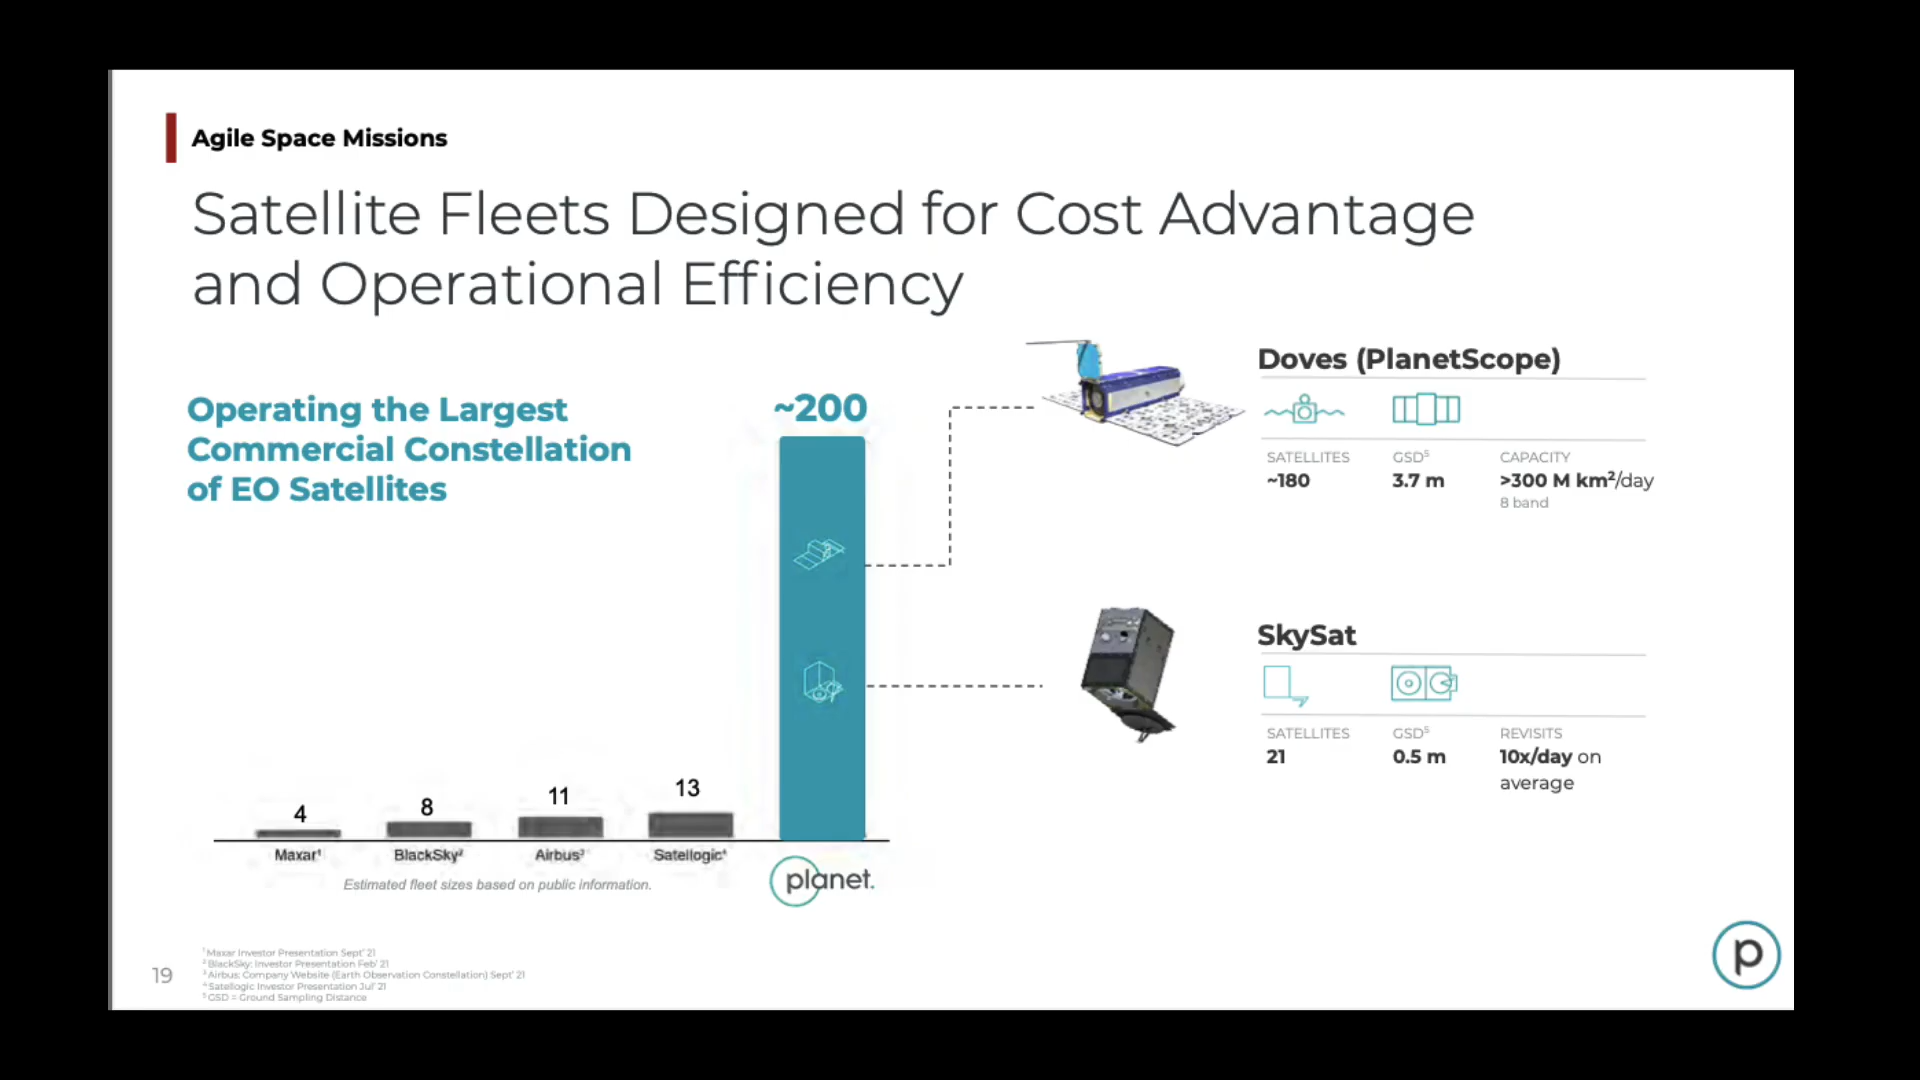 Agile Space Missions
Satellite Fleets Designed for Cost Advantage
and Operational Efficiency
Operating the Largest
Commercial Constellation
of EO Satellites
~200
4
8
11
13
Maxar¹
BlackSky²
Airbus³
Satellogic⁴
planet.
Estimated fleet sizes based on public information.
Doves (PlanetScope)
SATELLITES
~180
GSD⁵
3.7 m
CAPACITY
>300 M km²/day
8 band
SkySat
SATELLITES
21
GSD⁵
0.5 m
REVISITS
10x/day on
average
¹ Maxar Investor Presentation Sept' 21
² BlackSky: Investor Presentation Feb' 21
³ Airbus: Company Website (Earth Observation Constellation) Sept' 21
⁴ Satellogic Investor Presentation Jul' 21
⁵ GSD = Ground Sampling Distance
19
p